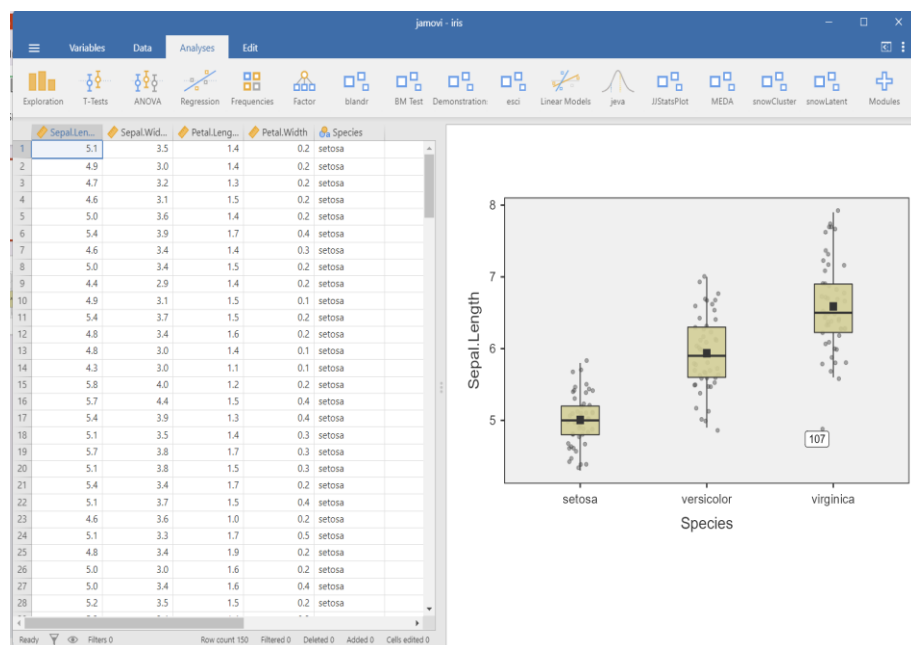 jamovi - iris
Variables Data Analyses Edit
Exploration T-Tests ANOVA Regression Frequencies Factor blandr BM Test Demonstration: esci Linear Models jeva JJStatsPlot MEDA snowCluster snowLatent Modules
Sepal.Len... Sepal.Wid... Petal.Leng... Petal.Width Species
1 5.1 3.5 1.4 0.2 setosa
2 4.9 3.0 1.4 0.2 setosa
3 4.7 3.2 1.3 0.2 setosa
4 4.6 3.1 1.5 0.2 setosa
5 5.0 3.6 1.4 0.2 setosa
6 5.4 3.9 1.7 0.4 setosa
7 4.6 3.4 1.4 0.3 setosa
8 5.0 3.4 1.5 0.2 setosa
9 4.4 2.9 1.4 0.2 setosa
10 4.9 3.1 1.5 0.1 setosa
11 5.4 3.7 1.5 0.2 setosa
12 4.8 3.4 1.6 0.2 setosa
13 4.8 3.0 1.4 0.1 setosa
14 4.3 3.0 1.1 0.1 setosa
15 5.8 4.0 1.2 0.2 setosa
16 5.7 4.4 1.5 0.4 setosa
17 5.4 3.9 1.3 0.4 setosa
18 5.1 3.5 1.4 0.3 setosa
19 5.7 3.8 1.7 0.3 setosa
20 5.1 3.8 1.5 0.3 setosa
21 5.4 3.4 1.7 0.2 setosa
22 5.1 3.7 1.5 0.4 setosa
23 4.6 3.6 1.0 0.2 setosa
24 5.1 3.3 1.7 0.5 setosa
25 4.8 3.4 1.9 0.2 setosa
26 5.0 3.0 1.6 0.2 setosa
27 5.0 3.4 1.6 0.4 setosa
28 5.2 3.5 1.5 0.2 setosa
Ready Filters 0 Row count 150 Filtered 0 Deleted 0 Added 0 Cells edited 0
8
7
6
5
Sepal.Length
107
setosa versicolor virginica
Species